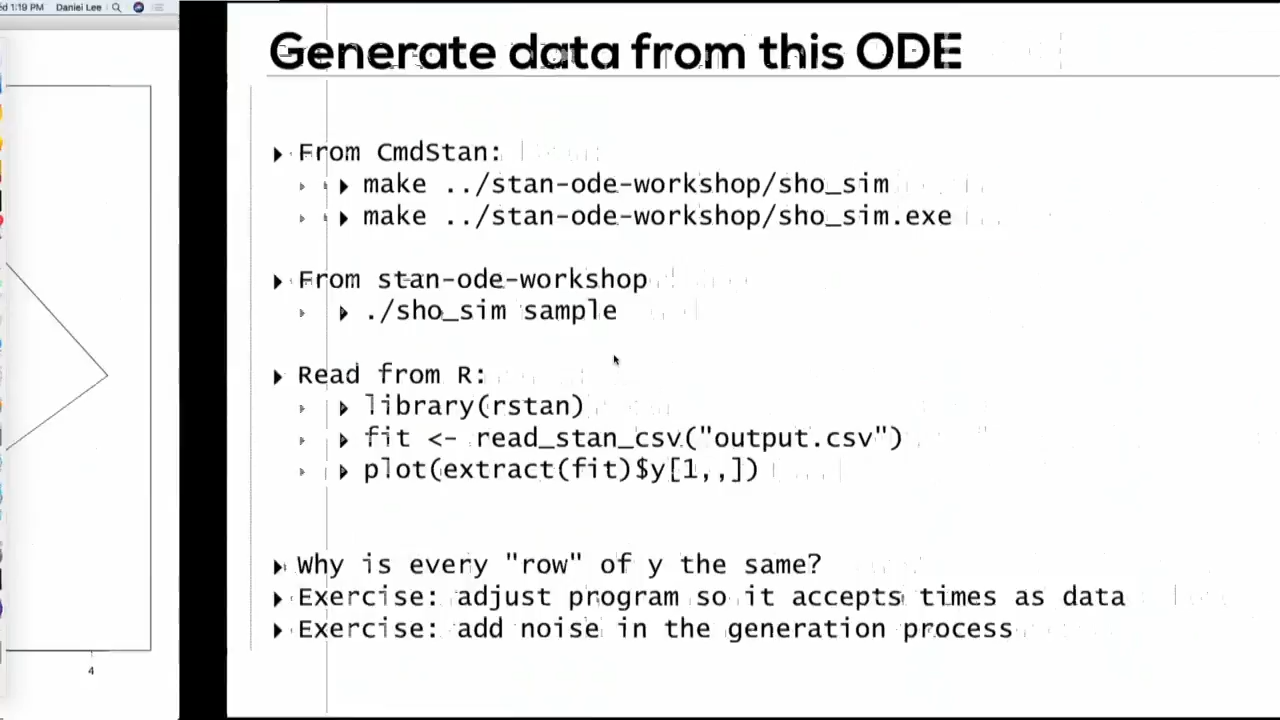 1:19 PM Daniel Lee
Generate data from this ODE
From CmdStan:
make ../stan-ode-workshop/sho_sim
make ../stan-ode-workshop/sho_sim.exe
From stan-ode-workshop
./sho_sim sample
Read from R:
library(rstan)
fit <- read_stan_csv("output.csv")
plot(extract(fit)$y[1,,])
Why is every "row" of y the same?
Exercise: adjust program so it accepts times as data
Exercise: add noise in the generation process
4